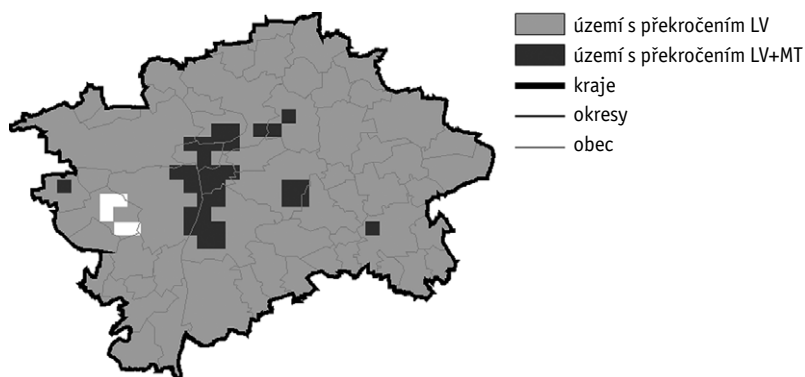 území s překročením LV
území s překročením LV+MT
kraje
okresy
obec